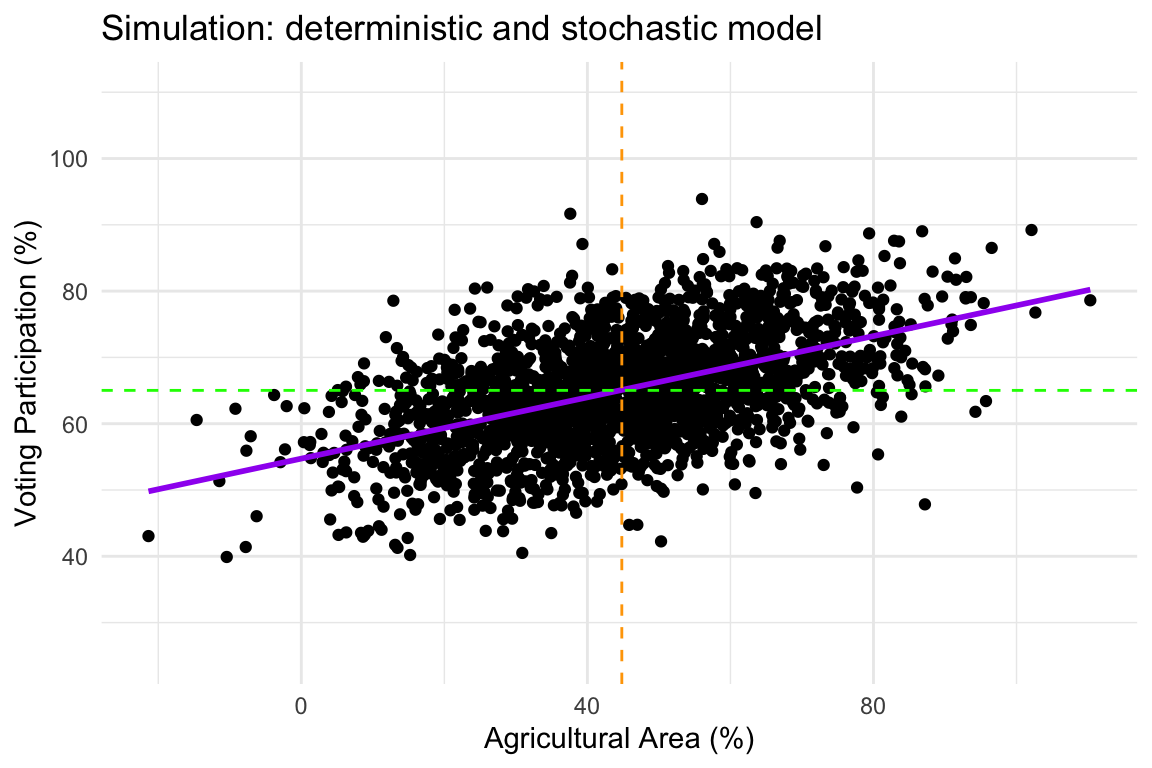 Simulation: deterministic and stochastic model
Voting Participation (%)
100
80
60
40
0
40
80
Agricultural Area (%)